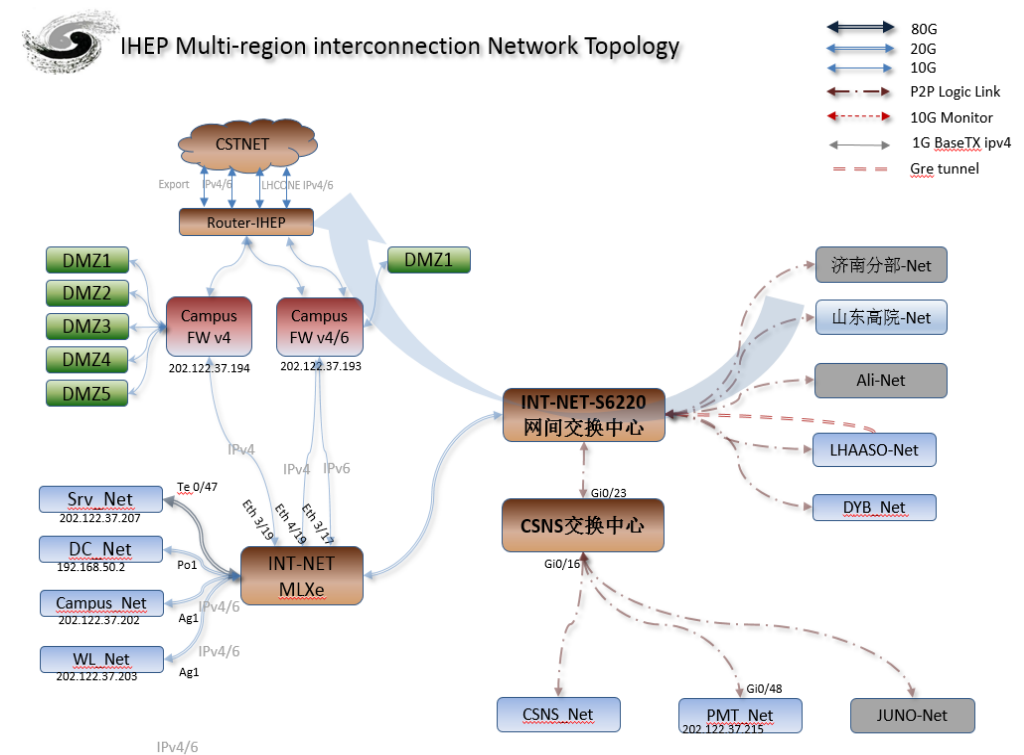 IHEP Multi-region interconnection Network Topology
80G
20G
10G
P2P Logic Link
10G Monitor
1G BaseTX ipv4
Gre tunnel
CSTNET
Export
IPv4/6
LHCONE IPv4/6
Router-IHEP
DMZ1
DMZ2
DMZ3
DMZ4
DMZ5
DMZ1
Campus
FW v4
202.122.37.194
Campus
FW v4/6
202.122.37.193
济南分部-Net
山东高院-Net
Ali-Net
LHAASO-Net
DYB_Net
INT-NET-S6220
网间交换中心
IPv4
IPv4
IPv6
Gi0/23
CSNS交换中心
Gi0/16
Srv_Net
202.122.37.207
Te 0/47
DC_Net
192.168.50.2
Po1
Campus_Net
202.122.37.202
Ag1
IPv4/6
WL_Net
202.122.37.203
Ag1
IPv4/6
Eth 3/19
Eth 4/19
Eth 3/17
INT-NET
MLXe
CSNS_Net
Gi0/48
PMT_Net
202.122.37.215
JUNO-Net
IPv4/6